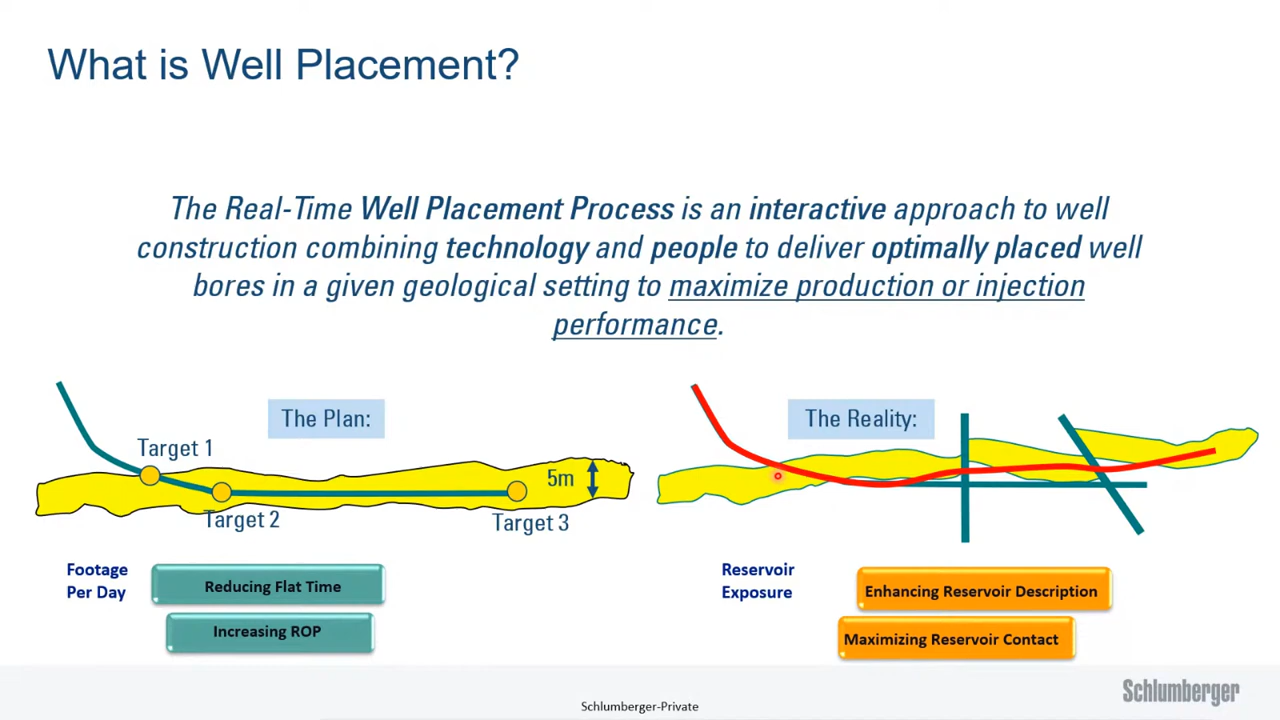 What is Well Placement?
The Real-Time Well Placement Process is an interactive approach to well
construction combining technology and people to deliver optimally placed well
bores in a given geological setting to maximize production or injection
performance.
The Plan:
Target 1
5m
Target 2
Target 3
Footage
Per Day
Reducing Flat Time
Increasing ROP
The Reality:
Reservoir
Exposure
Enhancing Reservoir Description
Maximizing Reservoir Contact
Schlumberger
Schlumberger-Private